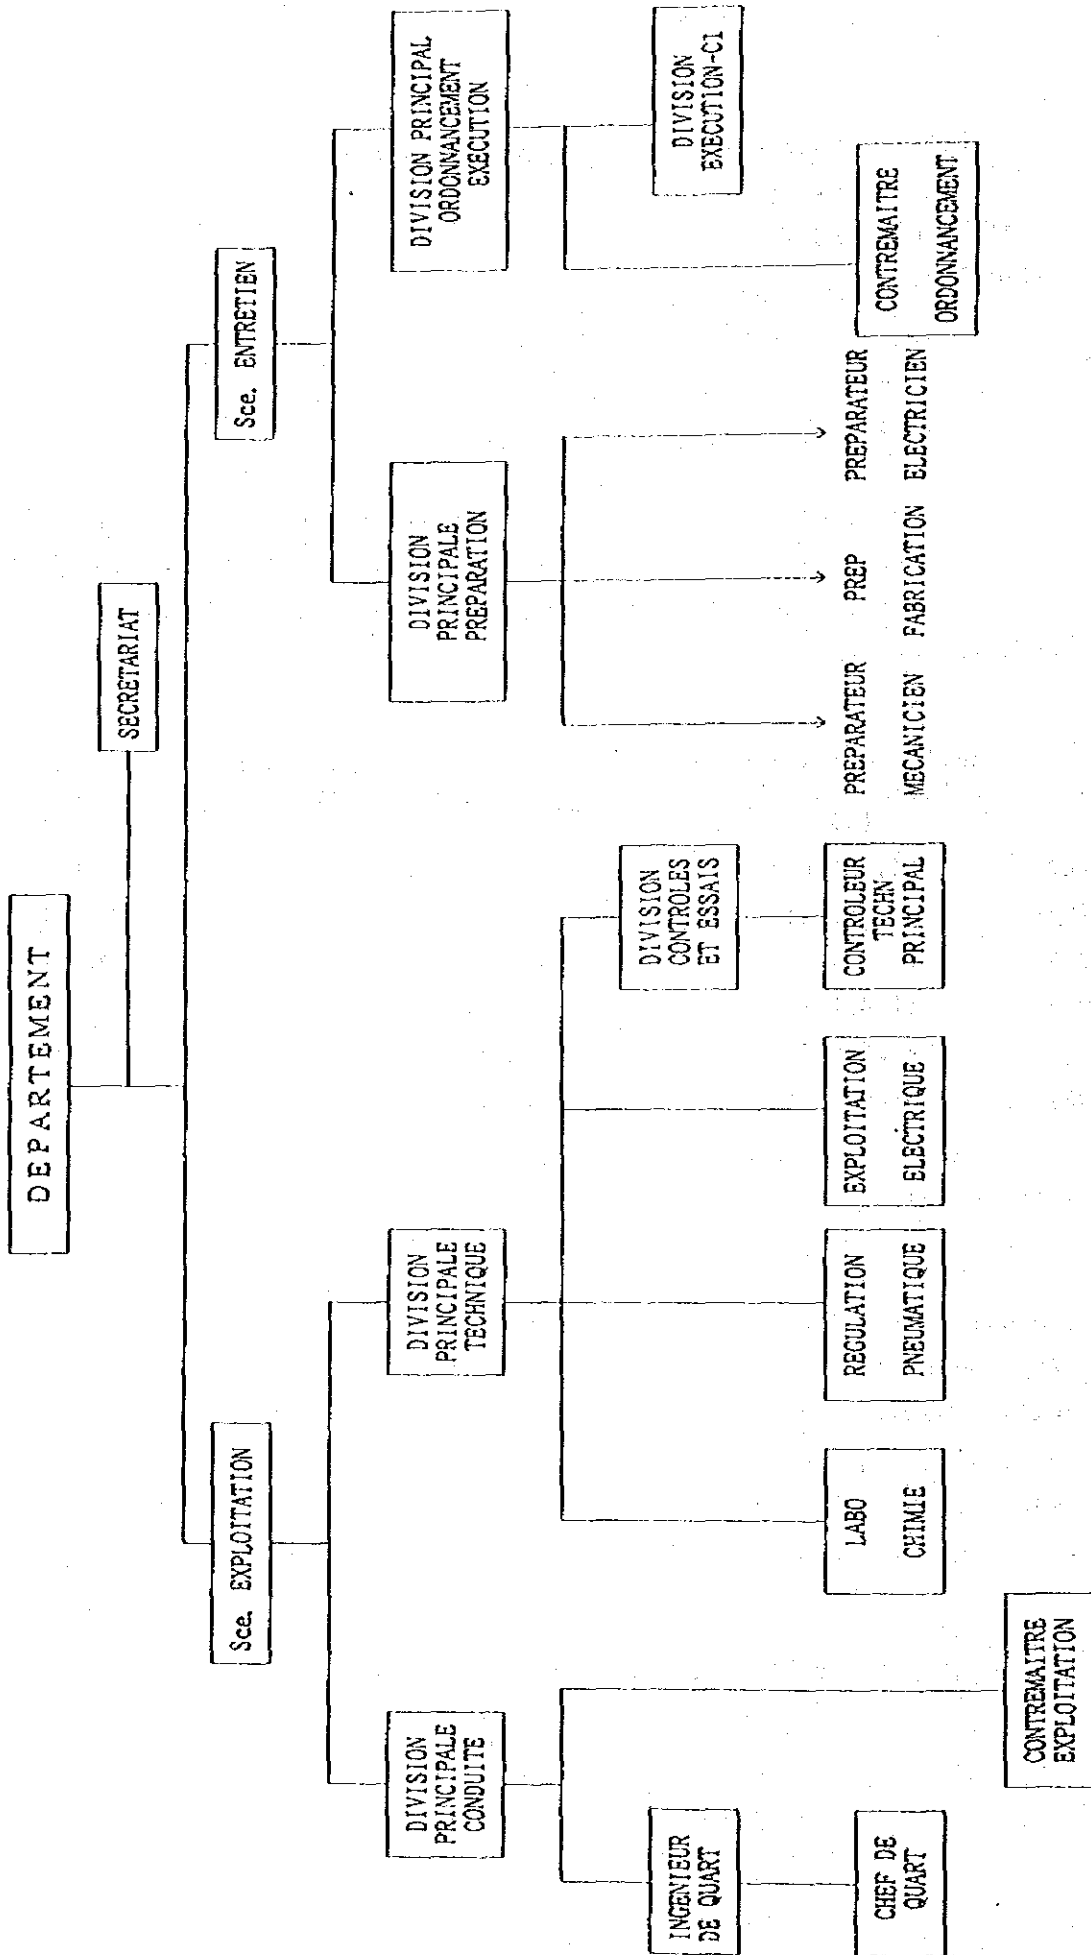 DEPARTEMENT
SECRETARIAT
Sce. EXPLOITATION
Sce. ENTRETIEN
DIVISION
PRINCIPALE
CONDUITE
DIVISION
PRINCIPALE
TECHNIQUE
DIVISION
PRINCIPALE
PREPARATION
DIVISION PRINCIPAL
ORDONNANCEMENT
EXECUTION
INGENIEUR
DE QUART
DIVISION
CONTROLES
ET ESSAIS
DIVISION
EXECUTION-CI
CHEF DE
QUART
LABO
CHIMIE
REGULATION
PNEUMATIQUE
EXPLOITATION
ELECTRIQUE
CONTROLEUR
TECHN
PRINCIPAL
PREPARATEUR
MECANICIEN
PREP
FABRICATION
PREPARATEUR
ELECTRICIEN
CONTREMAITRE
ORDONNANCEMENT
CONTREMAITRE
EXPLOITATION